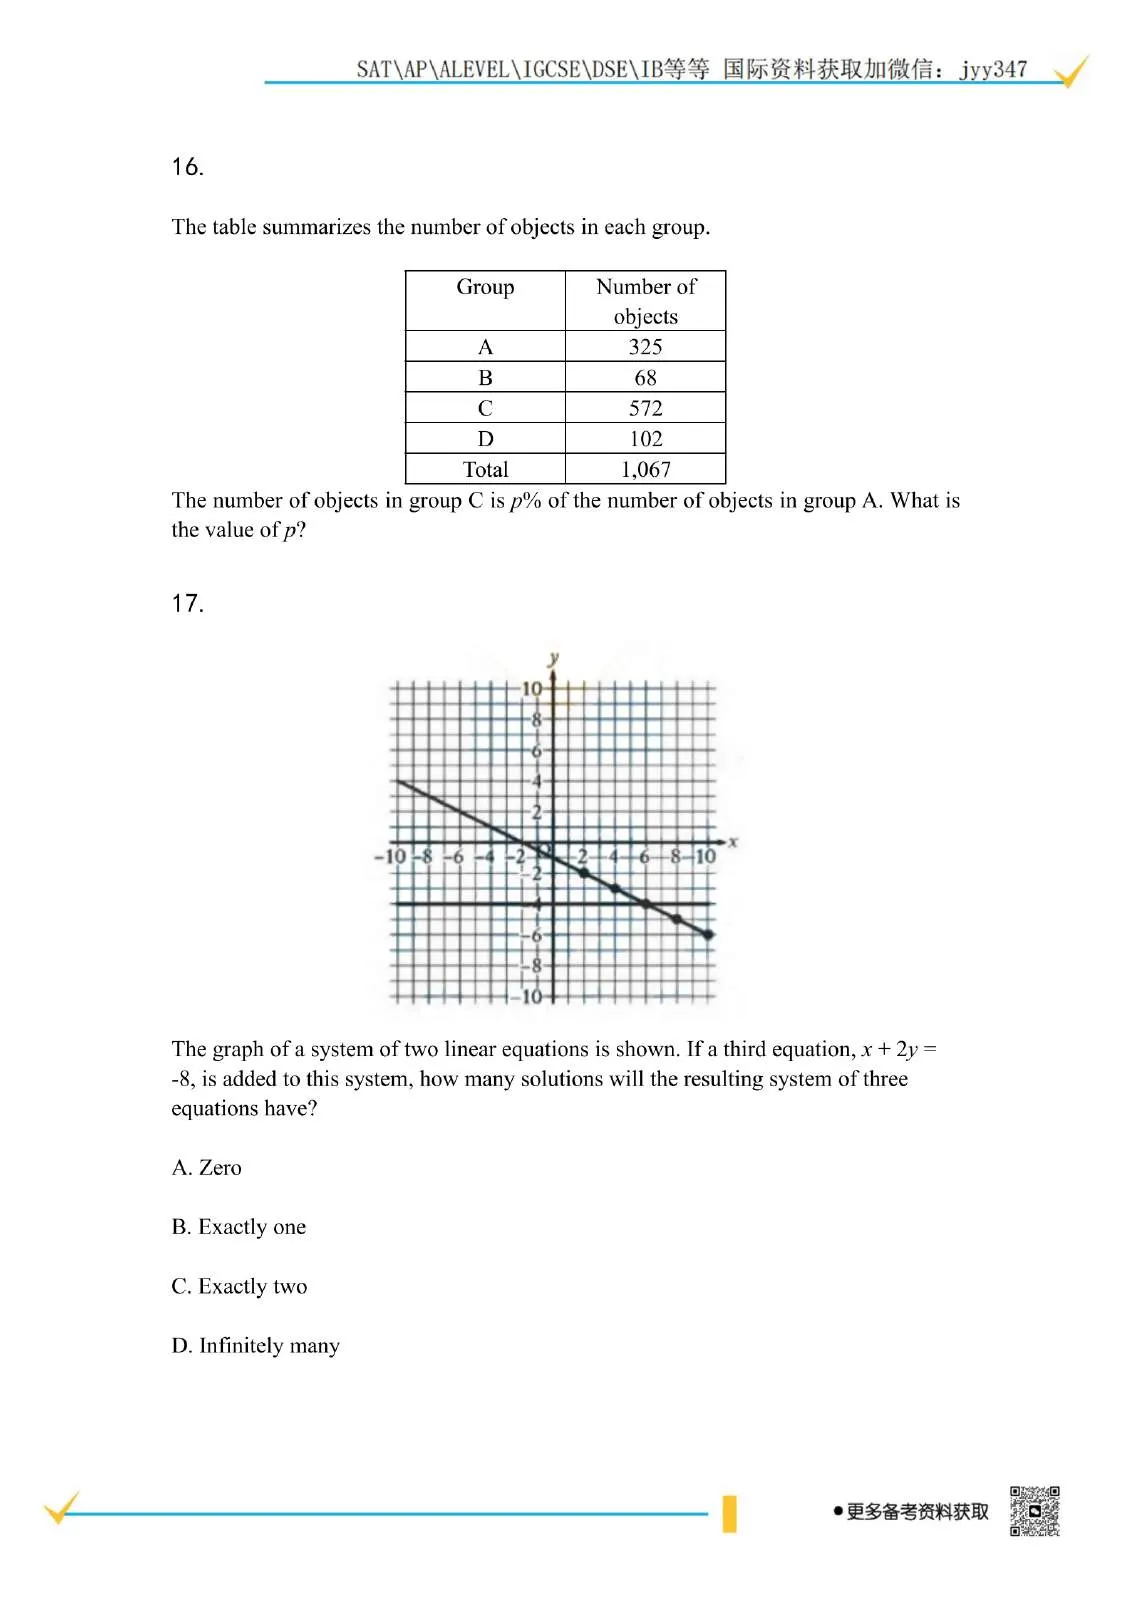 SAT\AP\ALEVEL\IGCSE\DSE\IB等等 国际资料获取加微信：jyy347
16.
The table summarizes the number of objects in each group.
Group Number of objects
A 325
B 68
C 572
D 102
Total 1,067
The number of objects in group C is p% of the number of objects in group A. What is
the value of p?
17.
y
10
8
6
4
2
x
-10 -8 -6 -4 -2 O 2 4 6 8 10
-2
-4
-6
-8
-10
The graph of a system of two linear equations is shown. If a third equation, x + 2y =
-8, is added to this system, how many solutions will the resulting system of three
equations have?
A. Zero
B. Exactly one
C. Exactly two
D. Infinitely many
●更多备考资料获取